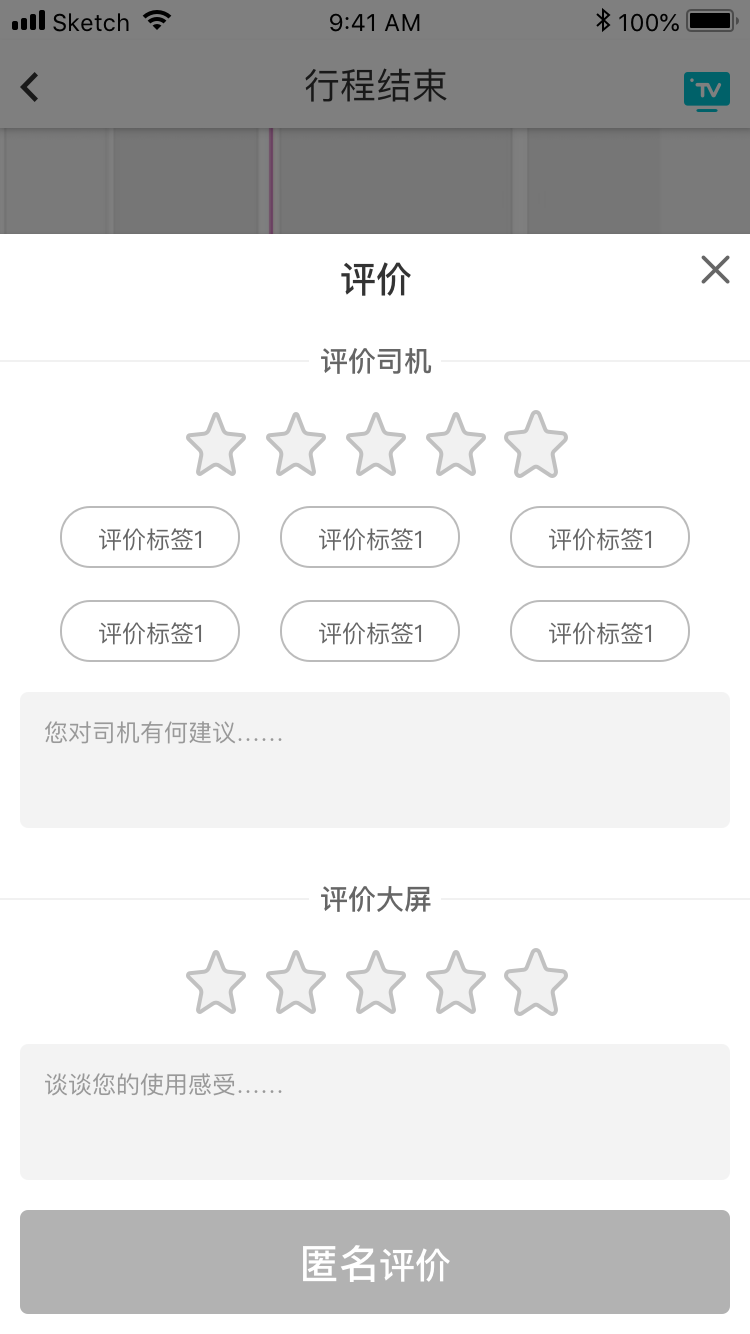 Sketch 9:41 AM 100%
行程结束
TV
评价
评价司机
评价标签1 评价标签1 评价标签1
评价标签1 评价标签1 评价标签1
您对司机有何建议……
评价大屏
谈谈您的使用感受……
匿名评价